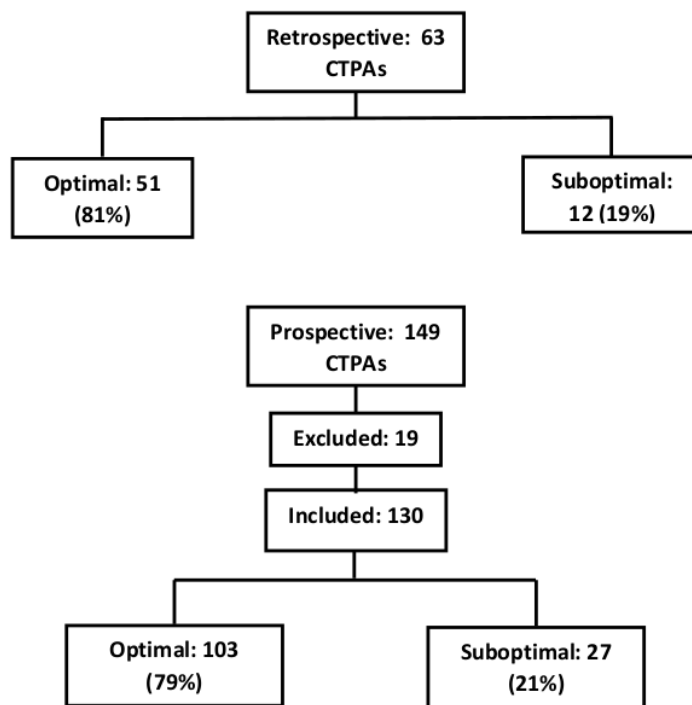 Retrospective: 63
CTPAs
Optimal: 51
(81%)
Suboptimal:
12 (19%)
Prospective: 149
CTPAs
Excluded: 19
Included: 130
Optimal: 103
(79%)
Suboptimal: 27
(21%)